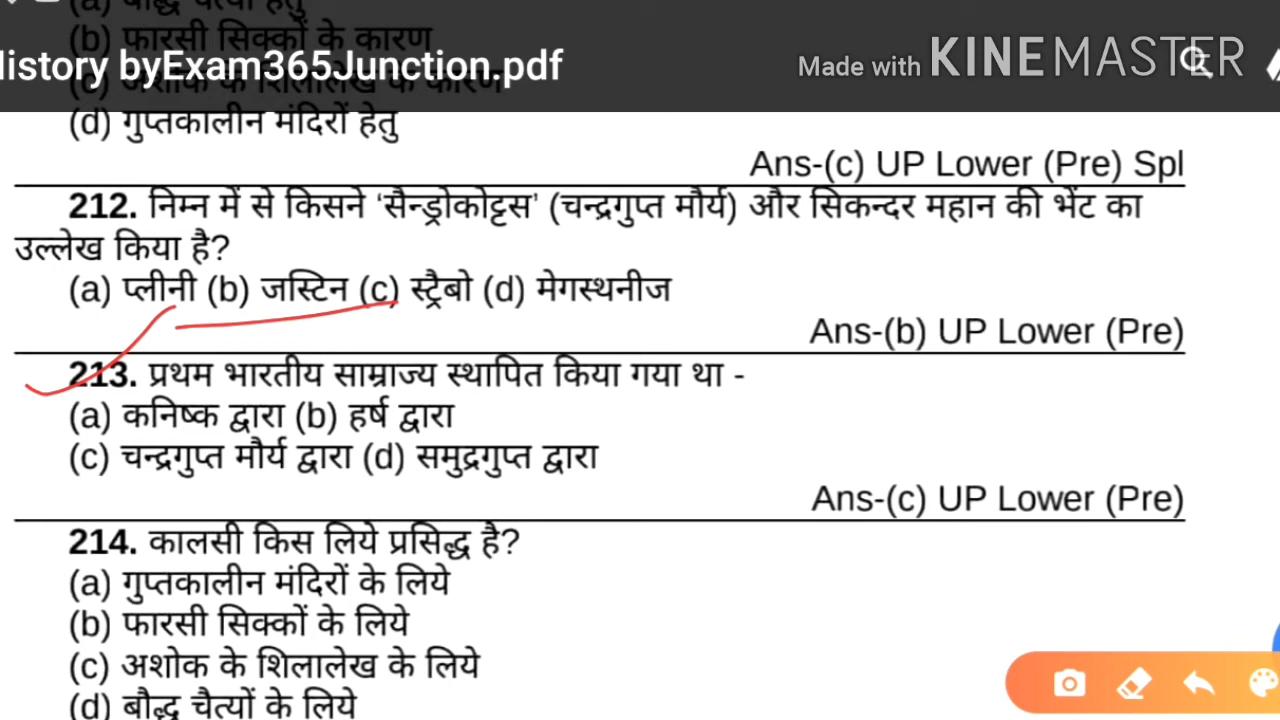 (a) बौद्ध चैत्यों हेतु
(b) फारसी सिक्कों के कारण
History byExam365Junction.pdf
Made with KINEMASTER
(c) अशोक के शिलालेख के कारण
(d) गुप्तकालीन मंदिरों हेतु
Ans-(c) UP Lower (Pre) Spl
212. निम्न में से किसने 'सैन्ड्रोकोट्टस' (चन्द्रगुप्त मौर्य) और सिकन्दर महान की भेंट का
उल्लेख किया है?
(a) प्लीनी (b) जस्टिन (c) स्ट्रैबो (d) मेगस्थनीज
Ans-(b) UP Lower (Pre)
213. प्रथम भारतीय साम्राज्य स्थापित किया गया था -
(a) कनिष्क द्वारा (b) हर्ष द्वारा
(c) चन्द्रगुप्त मौर्य द्वारा (d) समुद्रगुप्त द्वारा
Ans-(c) UP Lower (Pre)
214. कालसी किस लिये प्रसिद्ध है?
(a) गुप्तकालीन मंदिरों के लिये
(b) फारसी सिक्कों के लिये
(c) अशोक के शिलालेख के लिये
(d) बौद्ध चैत्यों के लिये